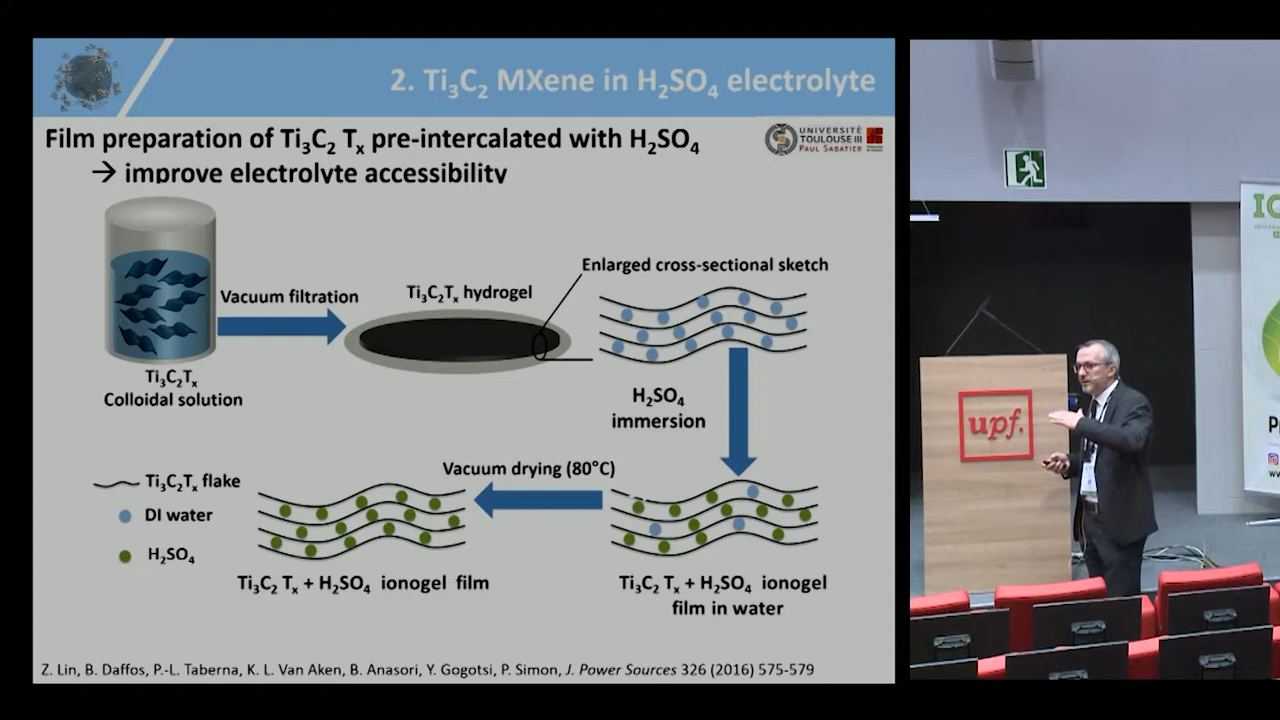 2. Ti₃C₂ MXene in H₂SO₄ electrolyte
Film preparation of Ti₃C₂ Tₓ pre-intercalated with H₂SO₄
→ improve electrolyte accessibility
UNIVERSITÉ
TOULOUSE III
PAUL SABATIER
Enlarged cross-sectional sketch
Vacuum filtration
Ti₃C₂Tₓ hydrogel
Ti₃C₂Tₓ
Colloidal solution
H₂SO₄
immersion
Vacuum drying (80°C)
Ti₃C₂Tₓ flake
DI water
H₂SO₄
Ti₃C₂ Tₓ + H₂SO₄ ionogel film
Ti₃C₂ Tₓ + H₂SO₄ ionogel
film in water
Z. Lin, B. Daffos, P.-L. Taberna, K. L. Van Aken, B. Anasori, Y. Gogotsi, P. Simon, J. Power Sources 326 (2016) 575-579
upf.